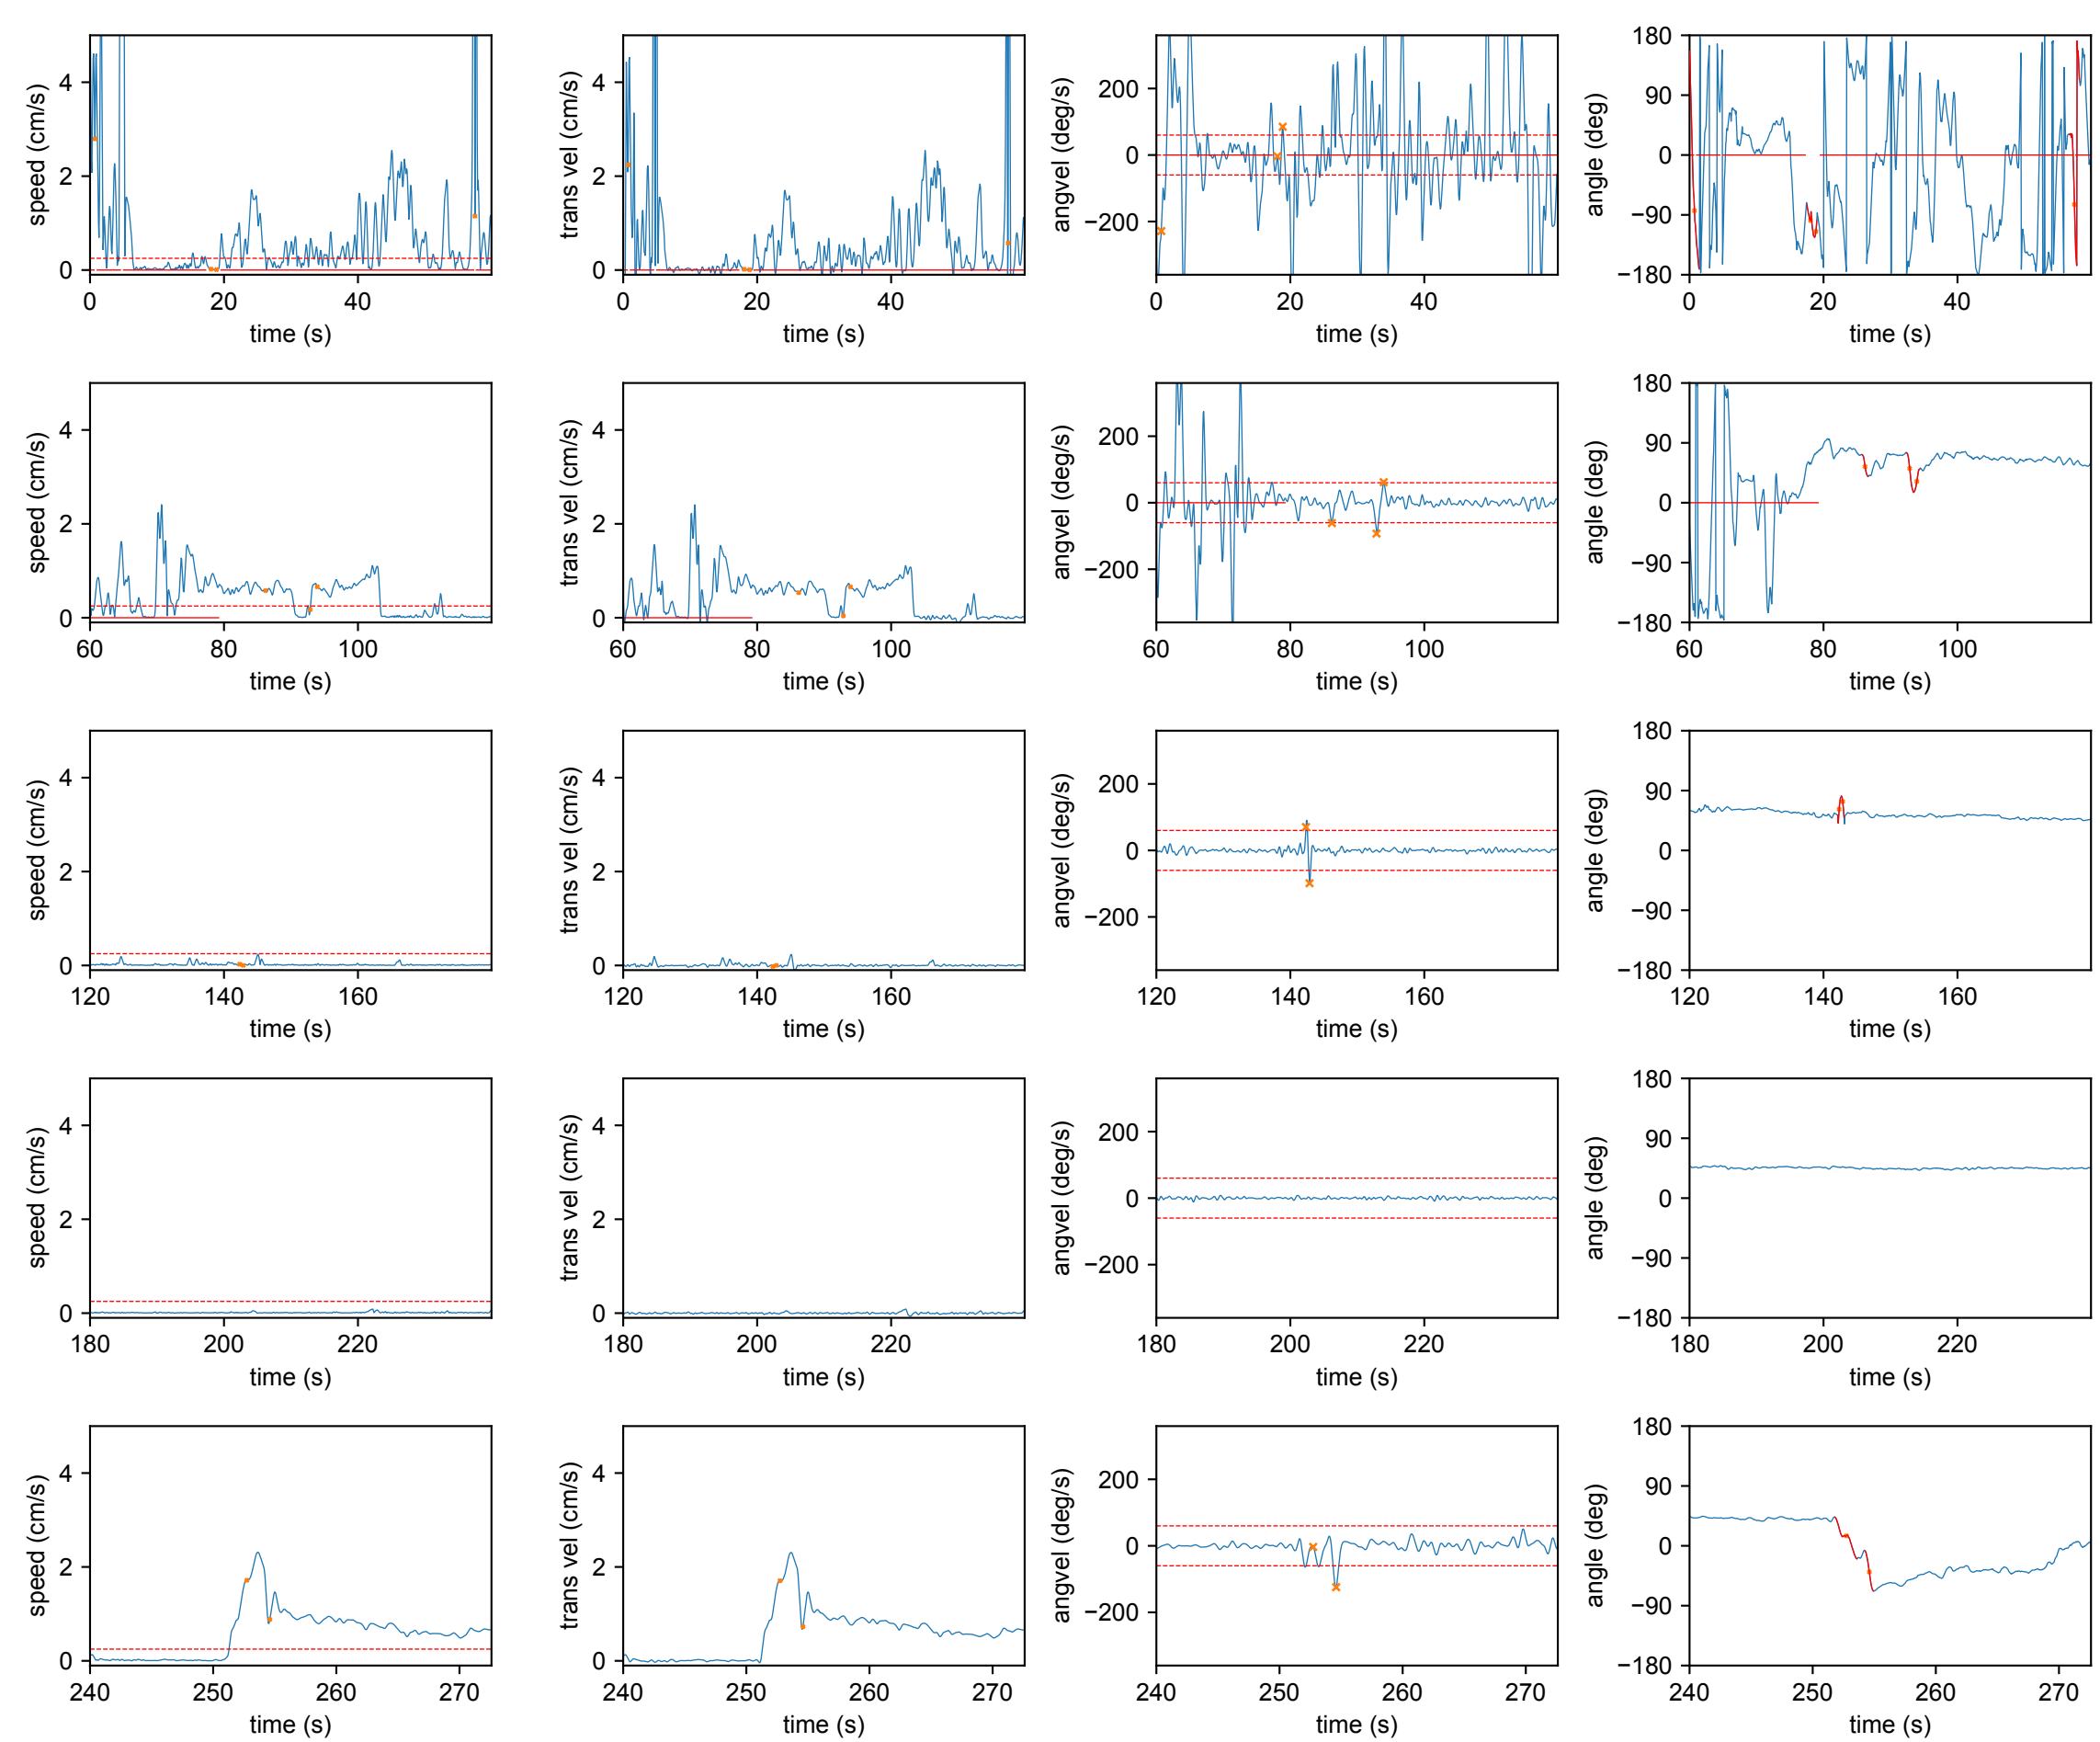 speed (cm/s)
4
2
0
0 20 40
time (s)
trans vel (cm/s)
4
2
0
0 20 40
time (s)
angvel (deg/s)
200
0
−200
0 20 40
time (s)
angle (deg)
180
90
0
−90
−180
0 20 40
time (s)
speed (cm/s)
4
2
0
60 80 100
time (s)
trans vel (cm/s)
4
2
0
60 80 100
time (s)
angvel (deg/s)
200
0
−200
60 80 100
time (s)
angle (deg)
180
90
0
−90
−180
60 80 100
time (s)
speed (cm/s)
4
2
0
120 140 160
time (s)
trans vel (cm/s)
4
2
0
120 140 160
time (s)
angvel (deg/s)
200
0
−200
120 140 160
time (s)
angle (deg)
180
90
0
−90
−180
120 140 160
time (s)
speed (cm/s)
4
2
0
180 200 220
time (s)
trans vel (cm/s)
4
2
0
180 200 220
time (s)
angvel (deg/s)
200
0
−200
180 200 220
time (s)
angle (deg)
180
90
0
−90
−180
180 200 220
time (s)
speed (cm/s)
4
2
0
240 250 260 270
time (s)
trans vel (cm/s)
4
2
0
240 250 260 270
time (s)
angvel (deg/s)
200
0
−200
240 250 260 270
time (s)
angle (deg)
180
90
0
−90
−180
240 250 260 270
time (s)